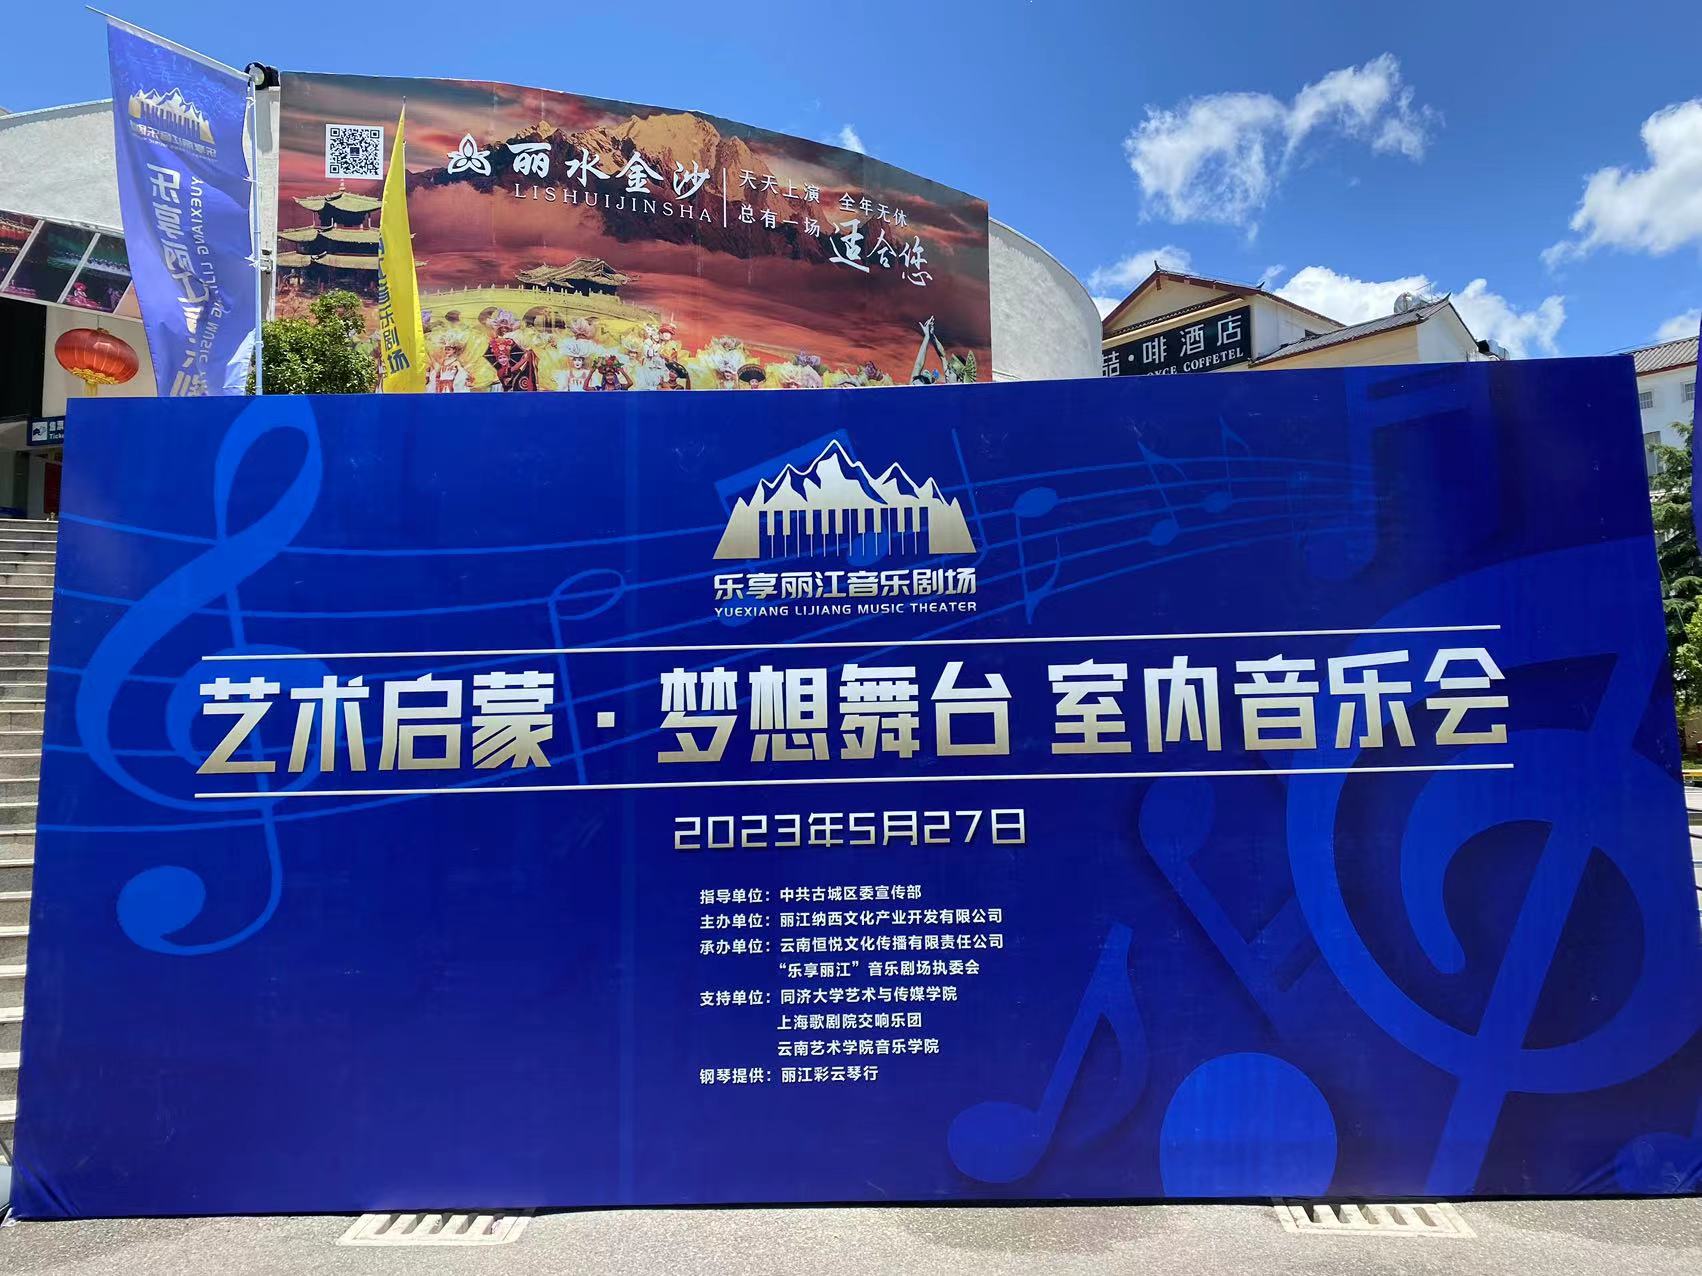 丽水金沙
LISHUIJINSHA
天天上演 全年无休
总有一场 适合您
音乐剧场
啡酒店
COFFETEL
乐享丽江音乐剧场
YUEXIANG LIJIANG MUSIC THEATER
艺术启蒙·梦想舞台 室内音乐会
2023年5月27日
指导单位：中共古城区委宣传部
主办单位：丽江纳西文化产业开发有限公司
承办单位：云南恒悦文化传播有限责任公司
“乐享丽江”音乐剧场执委会
支持单位：同济大学艺术与传媒学院
上海歌剧院交响乐团
云南艺术学院音乐学院
钢琴提供：丽江彩云琴行